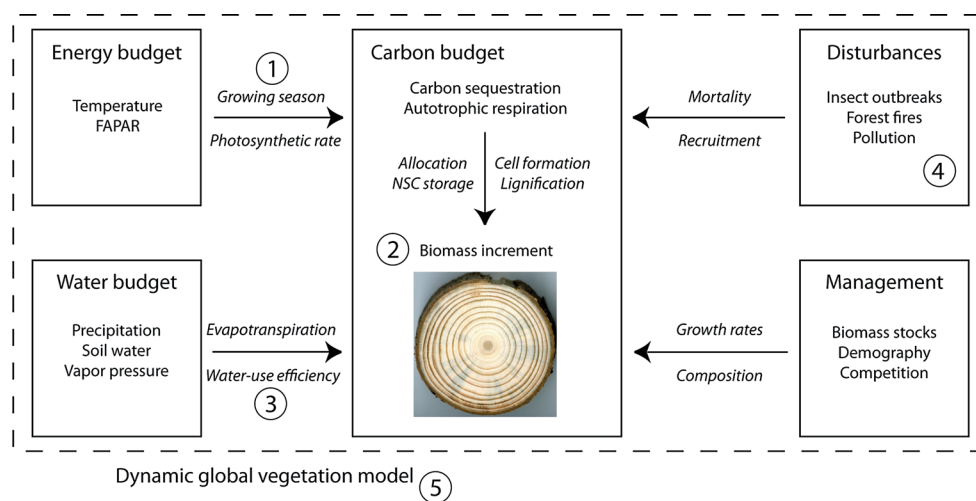 Energy budget
Temperature
FAPAR
1
Growing season
Photosynthetic rate
Carbon budget
Carbon sequestration
Autotrophic respiration
Allocation
NSC storage
Cell formation
Lignification
2
Biomass increment
Mortality
Recruitment
Disturbances
Insect outbreaks
Forest fires
Pollution
4
Water budget
Precipitation
Soil water
Vapor pressure
Evapotranspiration
Water-use efficiency
3
Growth rates
Composition
Management
Biomass stocks
Demography
Competition
Dynamic global vegetation model
5